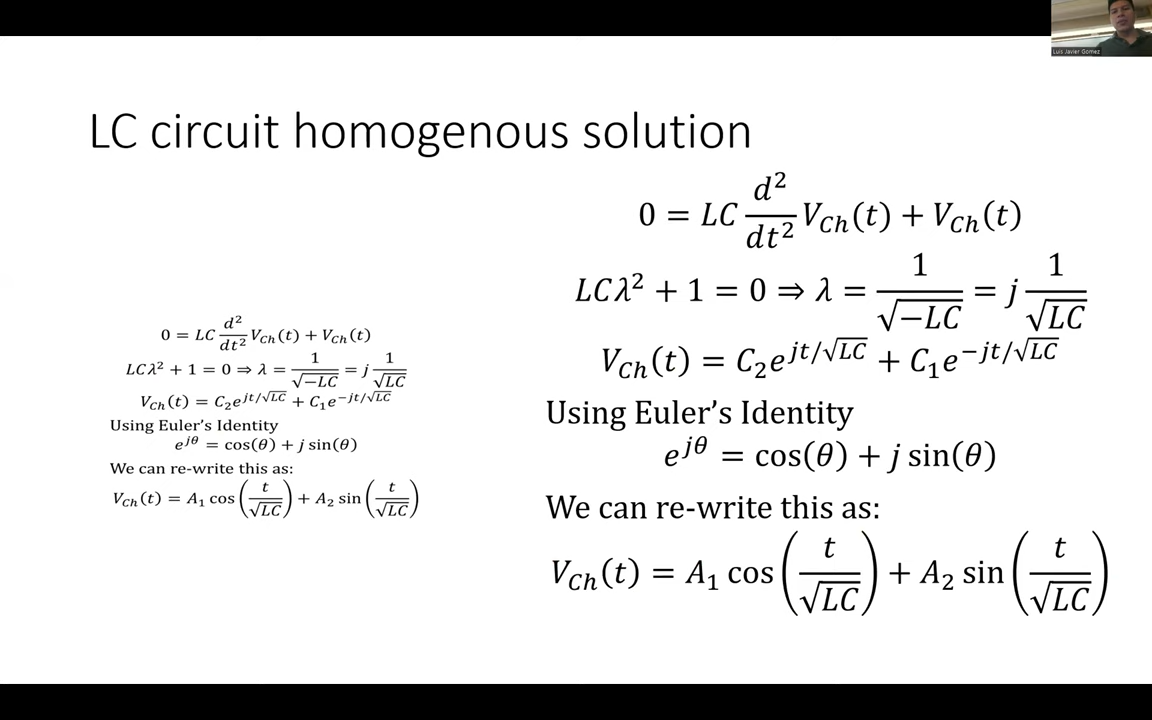 Luis Javier Gomez
LC circuit homogenous solution
0 = LC d²/dt² V_Ch(t) + V_Ch(t)
LCλ² + 1 = 0 ⇒ λ = 1/√−LC = j 1/√LC
V_Ch(t) = C₂e^{jt/√LC} + C₁e^{−jt/√LC}
Using Euler’s Identity
e^{jθ} = cos(θ) + j sin(θ)
We can re-write this as:
V_Ch(t) = A₁ cos(t/√LC) + A₂ sin(t/√LC)
0 = LC d²/dt² V_Ch(t) + V_Ch(t)
LCλ² + 1 = 0 ⇒ λ = 1/√−LC = j 1/√LC
V_Ch(t) = C₂e^{jt/√LC} + C₁e^{−jt/√LC}
Using Euler’s Identity
e^{jθ} = cos(θ) + j sin(θ)
We can re-write this as:
V_Ch(t) = A₁ cos(t/√LC) + A₂ sin(t/√LC)